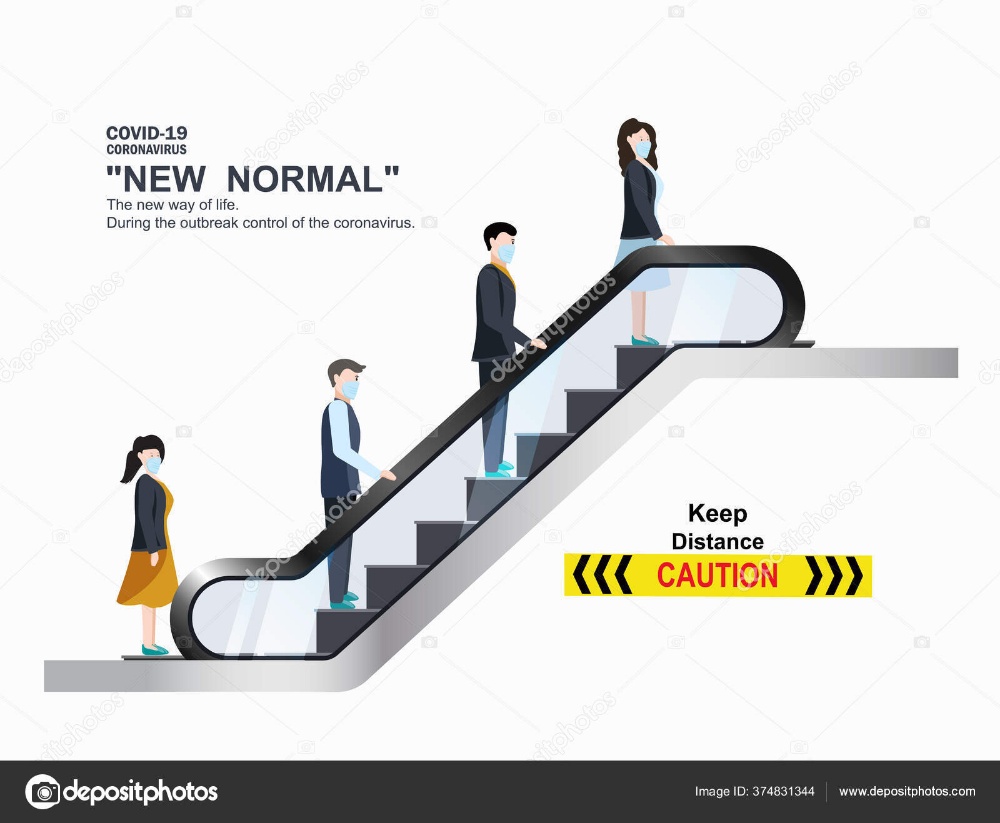 COVID-19
CORONAVIRUS
"NEW NORMAL"
The new way of life.
During the outbreak control of the coronavirus.
Keep
Distance
CAUTION
depositphotos
Image ID: 374831344
www.depositphotos.com